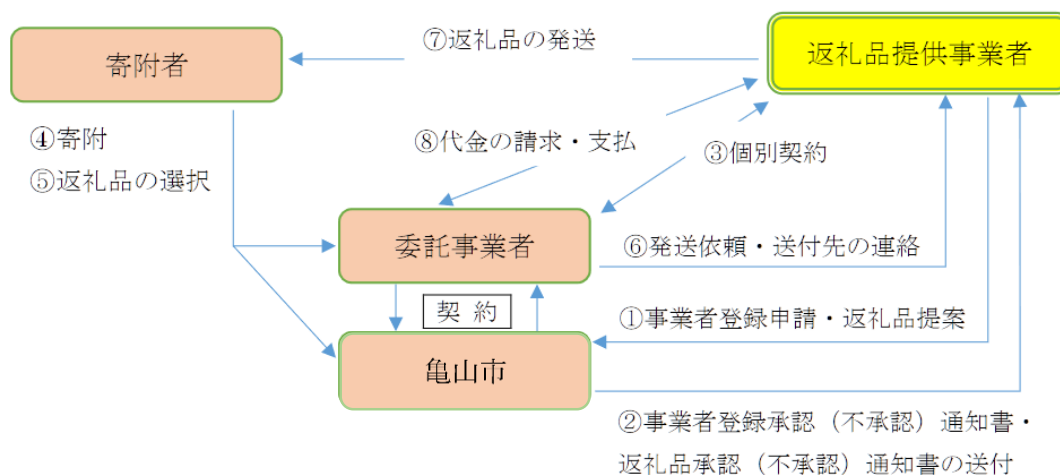 ⑦返礼品の発送
寄附者
返礼品提供事業者
④寄附
⑤返礼品の選択
⑧代金の請求・支払
③個別契約
委託事業者
⑥発送依頼・送付先の連絡
契 約
①事業者登録申請・返礼品提案
亀山市
②事業者登録承認（不承認）通知書・
返礼品承認（不承認）通知書の送付